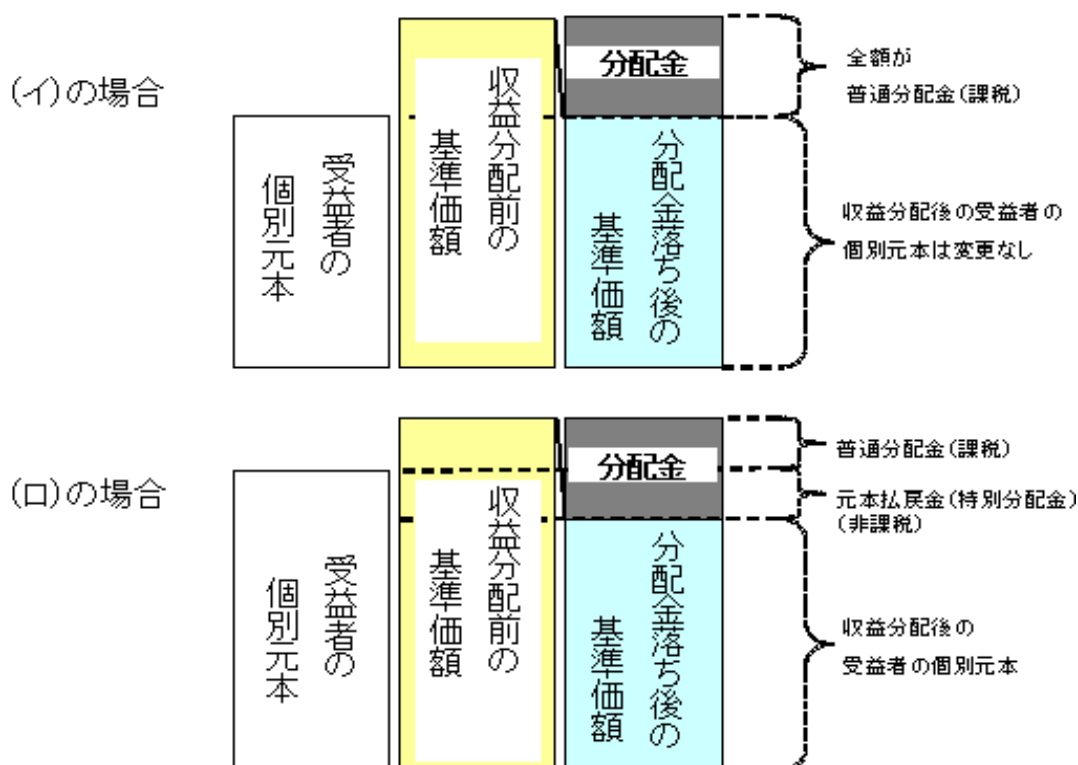 (イ)の場合
受益者の
個別元本
収益分配前の
基準価額
分配金
分配金落ち後の
基準価額
全額が
普通分配金(課税)
収益分配後の受益者の
個別元本は変更なし
(ロ)の場合
受益者の
個別元本
収益分配前の
基準価額
分配金
分配金落ち後の
基準価額
普通分配金(課税)
元本払戻金(特別分配金)
(非課税)
収益分配後の
受益者の個別元本